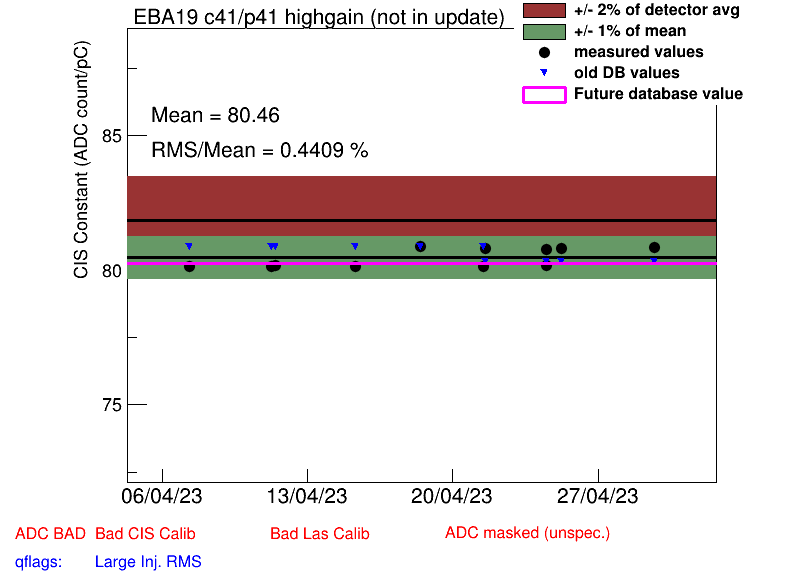 EBA19 c41/p41 highgain (not in update)
+/- 2% of detector avg
+/- 1% of mean
measured values
old DB values
Future database value
Mean = 80.46
RMS/Mean = 0.4409 %
CIS Constant (ADC count/pC)
85
80
75
06/04/23 13/04/23 20/04/23 27/04/23
ADC BAD Bad CIS Calib Bad Las Calib ADC masked (unspec.)
qflags: Large Inj. RMS